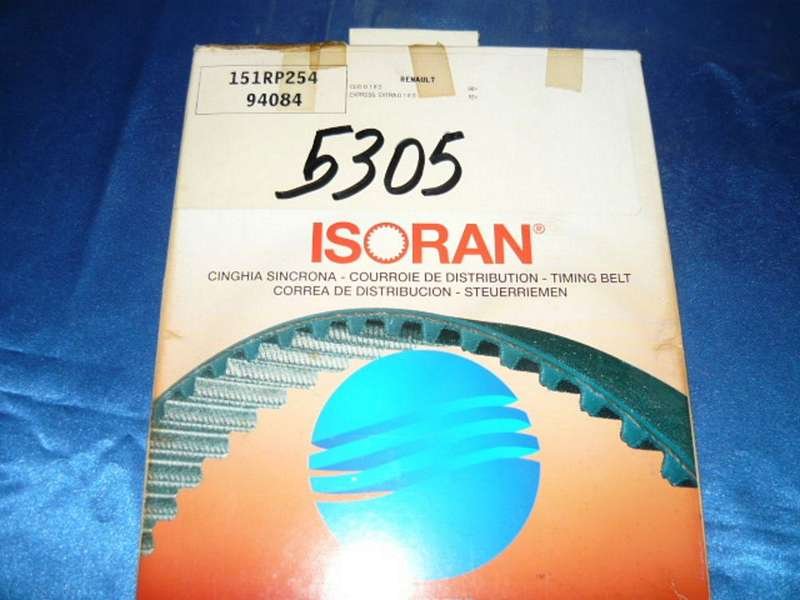 151RP254
94084
RENAULT
5305
ISORAN®
CINGHIA SINCRONA - COURROIE DE DISTRIBUTION - TIMING BELT
CORREA DE DISTRIBUCION - STEUERRIEMEN